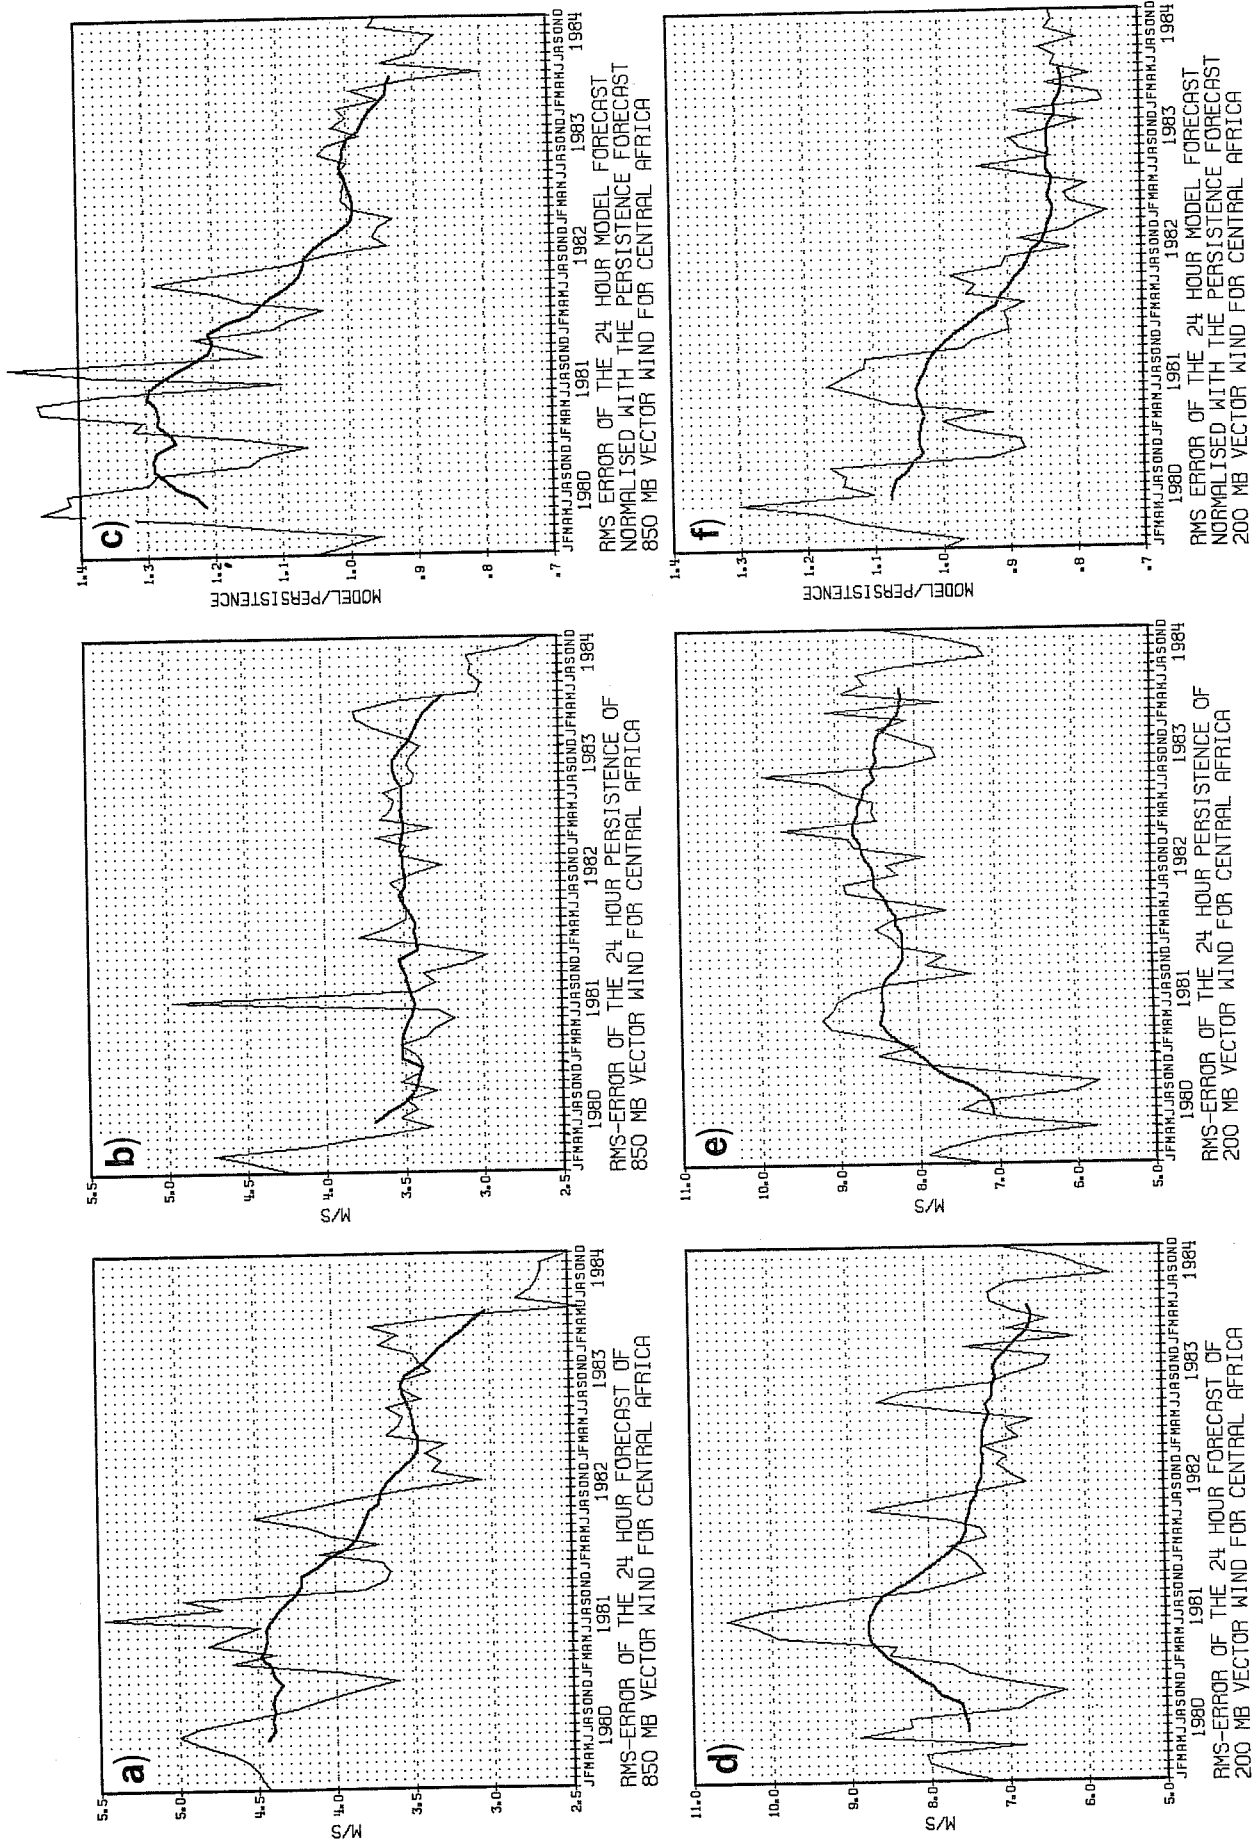 a)
5.5
5.0
4.5
4.0
3.5
3.0
2.5
M/S
JFMAMJJASONDJFMAMJJASONDJFMAMJJASONDJFMAMJJASONDJFMAMJJASOND
1980 1981 1982 1983 1984
RMS-ERROR OF THE 24 HOUR FORECAST OF
850 MB VECTOR WIND FOR CENTRAL AFRICA
b)
5.5
5.0
4.5
4.0
3.5
3.0
2.5
M/S
JFMAMJJASONDJFMAMJJASONDJFMAMJJASONDJFMAMJJASONDJFMAMJJASOND
1980 1981 1982 1983 1984
RMS-ERROR OF THE 24 HOUR PERSISTENCE OF
850 MB VECTOR WIND FOR CENTRAL AFRICA
c)
1.4
1.3
1.2
1.1
1.0
.9
.8
.7
MODEL/PERSISTENCE
JFMAMJJASONDJFMAMJJASONDJFMAMJJASONDJFMAMJJASONDJFMAMJJASOND
1980 1981 1982 1983 1984
RMS ERROR OF THE 24 HOUR MODEL FORECAST
NORMALISED WITH THE PERSISTENCE FORECAST
850 MB VECTOR WIND FOR CENTRAL AFRICA
d)
11.0
10.0
9.0
8.0
7.0
6.0
5.0
M/S
JFMAMJJASONDJFMAMJJASONDJFMAMJJASONDJFMAMJJASONDJFMAMJJASOND
1980 1981 1982 1983 1984
RMS-ERROR OF THE 24 HOUR FORECAST OF
200 MB VECTOR WIND FOR CENTRAL AFRICA
e)
11.0
10.0
9.0
8.0
7.0
6.0
5.0
M/S
JFMAMJJASONDJFMAMJJASONDJFMAMJJASONDJFMAMJJASONDJFMAMJJASOND
1980 1981 1982 1983 1984
RMS-ERROR OF THE 24 HOUR PERSISTENCE OF
200 MB VECTOR WIND FOR CENTRAL AFRICA
f)
1.4
1.3
1.2
1.1
1.0
.9
.8
.7
MODEL/PERSISTENCE
JFMAMJJASONDJFMAMJJASONDJFMAMJJASONDJFMAMJJASONDJFMAMJJASOND
1980 1981 1982 1983 1984
RMS ERROR OF THE 24 HOUR MODEL FORECAST
NORMALISED WITH THE PERSISTENCE FORECAST
200 MB VECTOR WIND FOR CENTRAL AFRICA